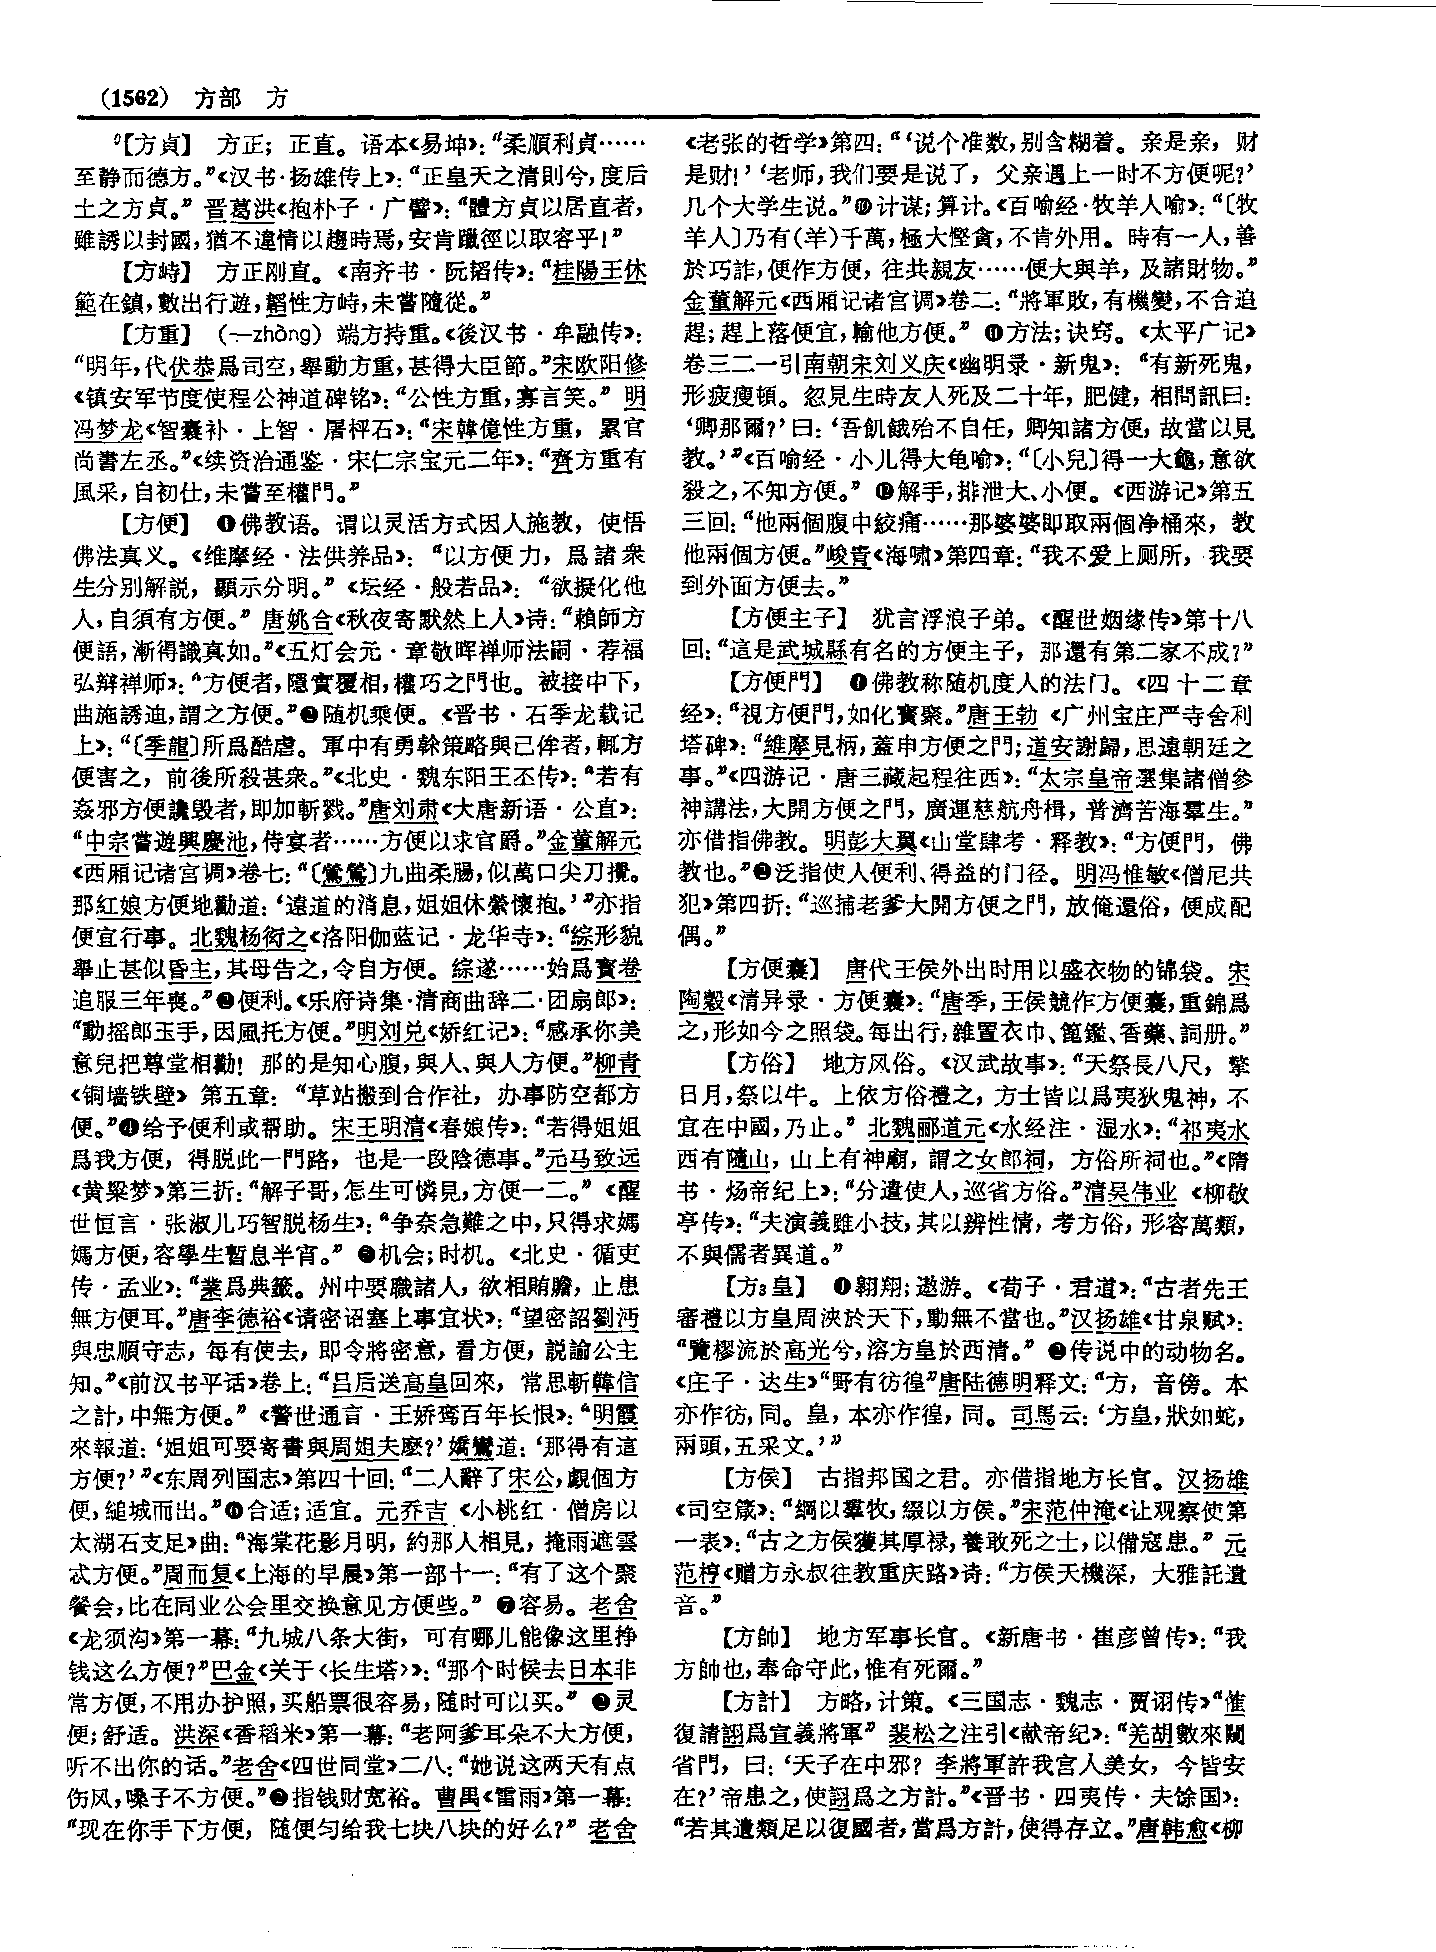 (1562) 方部 方
⁹【方貞】 方正；正直。语本《易坤》：“柔順利貞……
至静而德方。”《汉书·扬雄传上》：“正皇天之清則兮，度后
土之方貞。”晋葛洪《抱朴子·广譬》：“體方貞以居直者，
雖誘以封國，猶不違情以趨時焉，安肯躐徑以取容乎！”
【方峙】 方正刚直。《南齐书·阮韬传》：“桂陽王休
範在鎮，數出行遊，韜性方峙，未嘗隨從。”
【方重】 (—zhòng) 端方持重。《後汉书·牟融传》：
“明年，代伏恭爲司空，舉動方重，甚得大臣節。”宋欧阳修
《镇安军节度使程公神道碑铭》：“公性方重，寡言笑。”明
冯梦龙《智囊补·上智·屠枰石》：“宋韓億性方重，累官
尚書左丞。”《续资治通鉴·宋仁宗宝元二年》：“齊方重有
風采，自初仕，未嘗至權門。”
【方便】 ❶佛教语。谓以灵活方式因人施教，使悟
佛法真义。《维摩经·法供养品》：“以方便力，爲諸衆
生分别解説，顯示分明。”《坛经·般若品》：“欲擬化他
人，自須有方便。”唐姚合《秋夜寄默然上人》诗：“賴師方
便語，漸得識真如。”《五灯会元·章敬晖禅师法嗣·荐福
弘辩禅师》：“方便者，隱實覆相，權巧之門也。被接中下，
曲施誘迪，謂之方便。”❷随机乘便。《晋书·石季龙载记
上》：“〔季龍〕所爲酷虐。軍中有勇幹策略與己侔者，輒方
便害之，前後所殺甚衆。”《北史·魏东阳王丕传》：“若有
姦邪方便讒毁者，即加斬戮。”唐刘肃《大唐新语·公直》：
“中宗嘗遊興慶池，侍宴者……方便以求官爵。”金董解元
《西厢记诸宫调》卷七：“〔鶯鶯〕九曲柔腸，似萬口尖刀攪。
那紅娘方便地勸道：‘遠道的消息，姐姐休縈懷抱。’”亦指
便宜行事。北魏杨衒之《洛阳伽蓝记·龙华寺》：“綜形貌
舉止甚似昏主，其母告之，令自方便。綜遂……始爲寳卷
追服三年喪。”❸便利。《乐府诗集·清商曲辞二·团扇郎》：
“動摇郎玉手，因風托方便。”明刘兑《娇红记》：“感承你美
意兒把尊堂相勸！那的是知心腹，與人、與人方便。”柳青
《铜墙铁壁》第五章：“草站搬到合作社，办事防空都方
便。”❹给予便利或帮助。宋王明清《春娘传》：“若得姐姐
爲我方便，得脱此一門路，也是一段陰德事。”元马致远
《黄粱梦》第三折：“解子哥，怎生可憐見，方便一二。”《醒
世恒言·张淑儿巧智脱杨生》：“争奈急難之中，只得求媽
媽方便，容學生暫息半宵。”❺机会；时机。《北史·循吏
传·孟业》：“業爲典籤。州中要職諸人，欲相賄贍，止患
無方便耳。”唐李德裕《请密诏塞上事宜状》：“望密詔劉沔
與忠順守志，每有使去，即令將密意，看方便，説諭公主
知。”《前汉书平话》卷上：“吕后送高皇回來，常思斬韓信
之計，中無方便。”《警世通言·王娇鸾百年长恨》：“明霞
來報道：‘姐姐可要寄書與周姐夫麽？’嬌鸞道：‘那得有這
方便？’”《东周列国志》第四十回：“二人辭了宋公，覷個方
便，縋城而出。”❻合适；适宜。元乔吉《小桃红·僧房以
太湖石支足》曲：“海棠花影月明，約那人相見，掩雨遮雲
忒方便。”周而复《上海的早晨》第一部十一：“有了这个聚
餐会，比在同业公会里交换意见方便些。”❼容易。老舍
《龙须沟》第一幕：“九城八条大街，可有哪儿能像这里挣
钱这么方便？”巴金《关于〈长生塔〉》：“那个时候去日本非
常方便，不用办护照，买船票很容易，随时可以买。”❽灵
便；舒适。洪深《香稻米》第一幕：“老阿爹耳朵不大方便，
听不出你的话。”老舍《四世同堂》二八：“她说这两天有点
伤风，嗓子不方便。”❾指钱财宽裕。曹禺《雷雨》第一幕：
“现在你手下方便，随便匀给我七块八块的好么？”老舍
《老张的哲学》第四：“‘说个准数，别含糊着。亲是亲，财
是财！’‘老师，我们要是说了，父亲遇上一时不方便呢？’
几个大学生说。”❿计谋；算计。《百喻经·牧羊人喻》：“〔牧
羊人〕乃有(羊)千萬，極大慳貪，不肯外用。時有一人，善
於巧詐，便作方便，往共親友……便大與羊，及諸財物。”
金董解元《西厢记诸宫调》卷二：“將軍敗，有機變，不合追
趕；趕上落便宜，輸他方便。”⓫方法；诀窍。《太平广记》
卷三二一引南朝宋刘义庆《幽明录·新鬼》：“有新死鬼，
形疲瘦頓。忽見生時友人死及二十年，肥健，相問訊曰：
‘卿那爾？’曰：‘吾飢餓殆不自任，卿知諸方便，故當以見
教。’”《百喻经·小儿得大龟喻》：“〔小兒〕得一大龜，意欲
殺之，不知方便。”⓬解手，排泄大、小便。《西游记》第五
三回：“他兩個腹中絞痛……那婆婆即取兩個净桶來，教
他兩個方便。”峻青《海啸》第四章：“我不爱上厕所，我要
到外面方便去。”
【方便主子】 犹言浮浪子弟。《醒世姻缘传》第十八
回：“這是武城縣有名的方便主子，那還有第二家不成？”
【方便門】 ❶佛教称随机度人的法门。《四十二章
经》：“視方便門，如化寳聚。”唐王勃《广州宝庄严寺舍利
塔碑》：“維摩見柄，蓋申方便之門；道安謝歸，思遠朝廷之
事。”《四游记·唐三藏起程往西》：“太宗皇帝選集諸僧參
神講法，大開方便之門，廣運慈航舟楫，普濟苦海羣生。”
亦借指佛教。明彭大翼《山堂肆考·释教》：“方便門，佛
教也。”❷泛指使人便利、得益的门径。明冯惟敏《僧尼共
犯》第四折：“巡捕老爹大開方便之門，放俺還俗，便成配
偶。”
【方便囊】 唐代王侯外出时用以盛衣物的锦袋。宋
陶穀《清异录·方便囊》：“唐季，王侯競作方便囊，重錦爲
之，形如今之照袋。每出行，雜置衣巾、篦鑑、香藥、詞册。”
【方俗】 地方风俗。《汉武故事》：“天祭長八尺，擎
日月，祭以牛。上依方俗禮之，方士皆以爲夷狄鬼神，不
宜在中國，乃止。”北魏郦道元《水经注·湿水》：“祁夷水
西有隨山，山上有神廟，謂之女郎祠，方俗所祠也。”《隋
书·炀帝纪上》：“分遣使人，巡省方俗。”清吴伟业《柳敬
亭传》：“夫演義雖小技，其以辨性情，考方俗，形容萬類，
不與儒者異道。”
【方₃皇】 ❶翱翔；遨游。《荀子·君道》：“古者先王
審禮以方皇周浹於天下，動無不當也。”汉扬雄《甘泉赋》：
“覽樛流於高光兮，溶方皇於西清。”❷传说中的动物名。
《庄子·达生》“野有彷徨”唐陆德明释文：“方，音傍。本
亦作彷，同。皇，本亦作徨，同。司馬云：‘方皇，狀如蛇，
兩頭，五采文。’”
【方侯】 古指邦国之君。亦借指地方长官。汉扬雄
《司空箴》：“綱以羣牧，綴以方侯。”宋范仲淹《让观察使第
一表》：“古之方侯獲其厚禄，養敢死之士，以備寇患。”元
范梈《赠方永叔往教重庆路》诗：“方侯天機深，大雅託遺
音。”
【方帥】 地方军事长官。《新唐书·崔彦曾传》：“我
方帥也，奉命守此，惟有死爾。”
【方計】 方略，计策。《三国志·魏志·贾诩传》“傕
復請詡爲宣義將軍”裴松之注引《献帝纪》：“羌胡數來闚
省門，曰：‘天子在中邪？李將軍許我宫人美女，今皆安
在？’帝患之，使詡爲之方計。”《晋书·四夷传·夫馀国》：
“若其遺類足以復國者，當爲方計，使得存立。”唐韩愈《柳